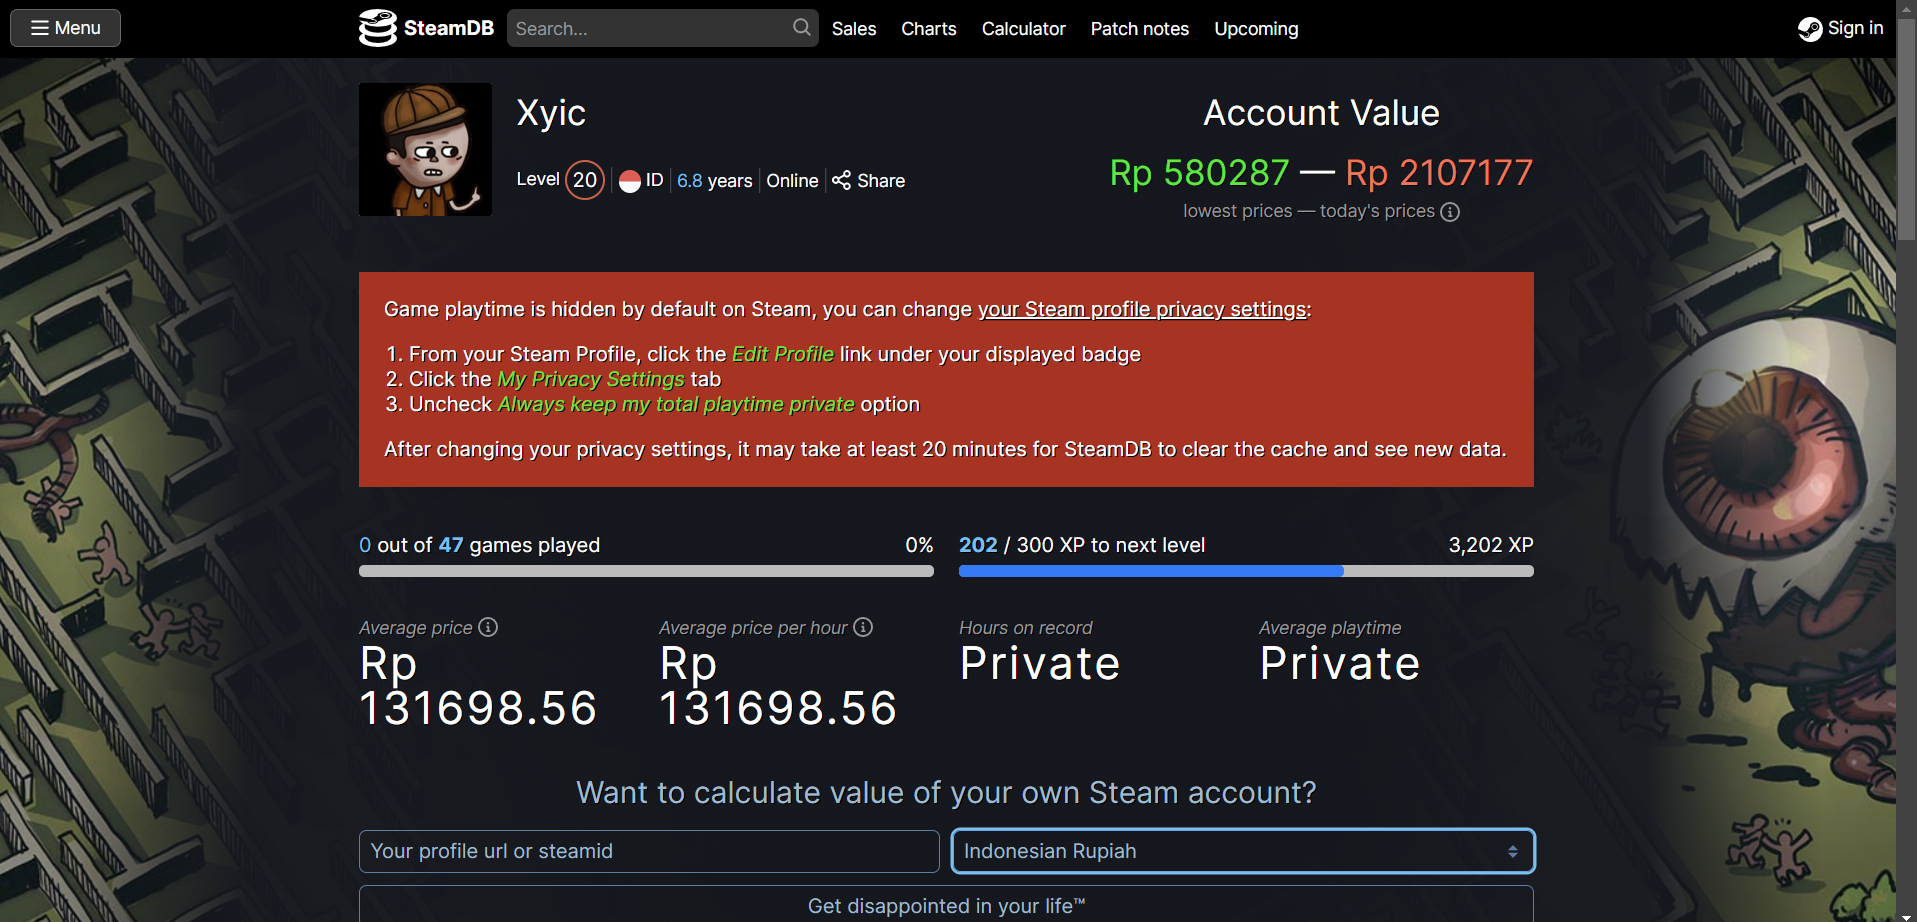 Menu
SteamDB
Search...
Sales
Charts
Calculator
Patch notes
Upcoming
Sign in
Xyic
Level 20
ID
6.8 years
Online
Share
Account Value
Rp 580287 — Rp 2107177
lowest prices — today's prices
Game playtime is hidden by default on Steam, you can change your Steam profile privacy settings:
1. From your Steam Profile, click the Edit Profile link under your displayed badge
2. Click the My Privacy Settings tab
3. Uncheck Always keep my total playtime private option
After changing your privacy settings, it may take at least 20 minutes for SteamDB to clear the cache and see new data.
0 out of 47 games played
0%
202 / 300 XP to next level
3,202 XP
Average price
Rp
131698.56
Average price per hour
Rp
131698.56
Hours on record
Private
Average playtime
Private
Want to calculate value of your own Steam account?
Your profile url or steamid
Indonesian Rupiah
Get disappointed in your life™